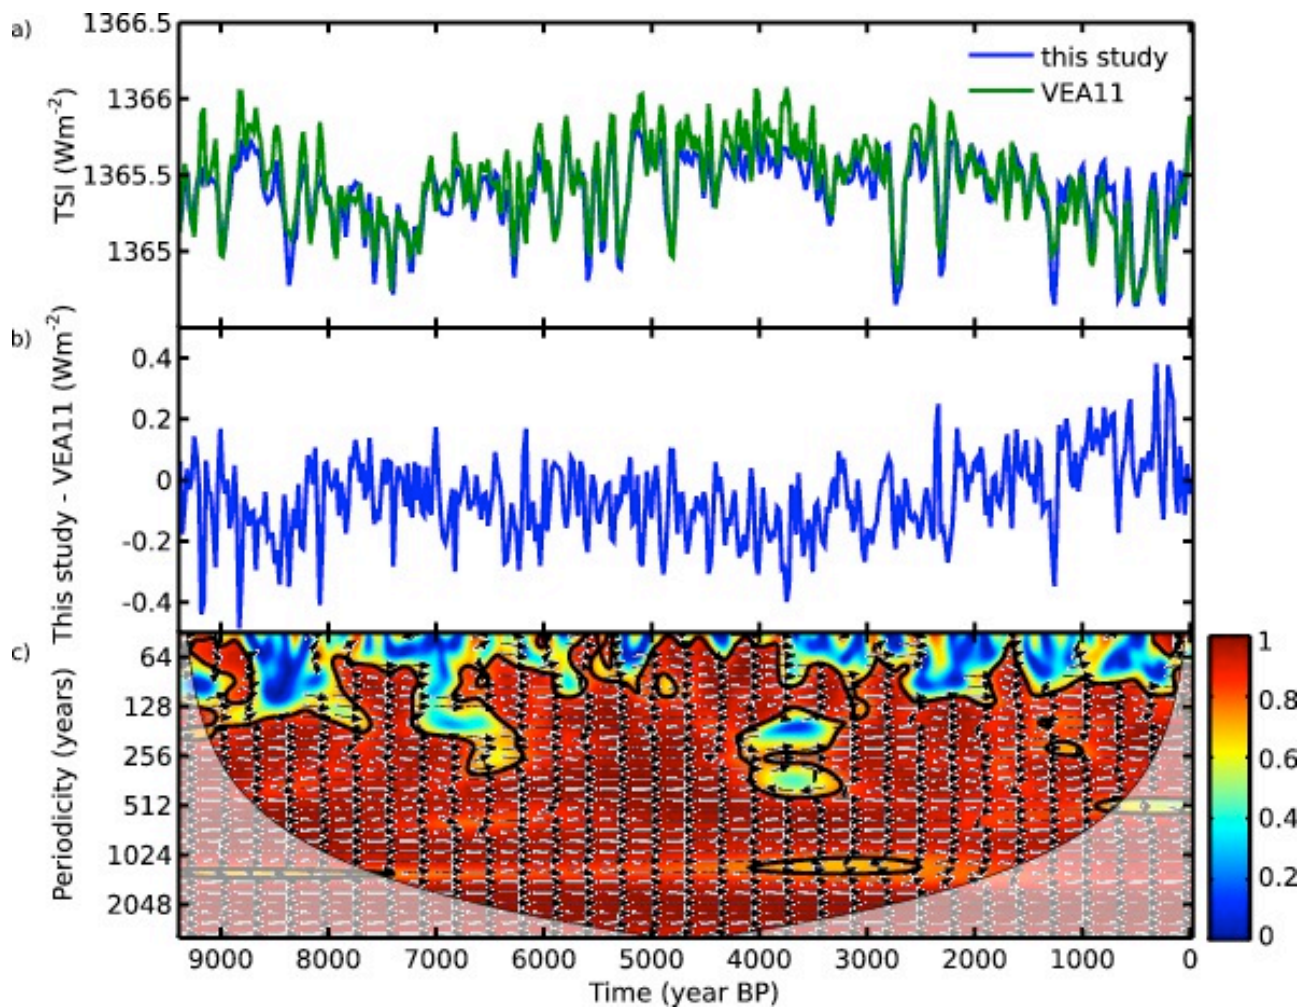 a)
1366.5
1366
1365.5
1365
TSI (Wm-2)
this study
VEA11
b)
0.4
0.2
0
-0.2
-0.4
This study - VEA11 (Wm-2)
c)
64
128
256
512
1024
2048
Periodicity (years)
1
0.8
0.6
0.4
0.2
0
9000 8000 7000 6000 5000 4000 3000 2000 1000 0
Time (year BP)